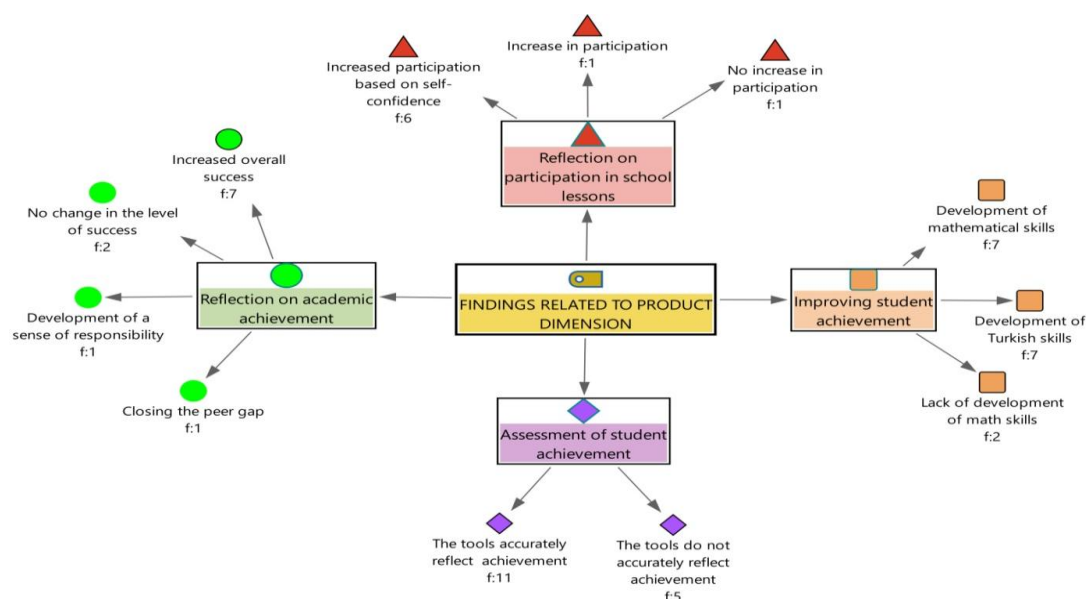 Increase in participation
f:1
Increased participation
based on self-
confidence
f:6
No increase in
participation
f:1
Reflection on
participation in school
lessons
Increased overall
success
f:7
No change in the level
of success
f:2
Development of a
sense of responsibility
f:1
Closing the peer gap
f:1
Reflection on academic
achievement
FINDINGS RELATED TO PRODUCT
DIMENSION
Improving student
achievement
Development of
mathematical skills
f:7
Development of
Turkish skills
f:7
Lack of development
of math skills
f:2
Assessment of student
achievement
The tools accurately
reflect achievement
f:11
The tools do not
accurately reflect
achievement
f:5